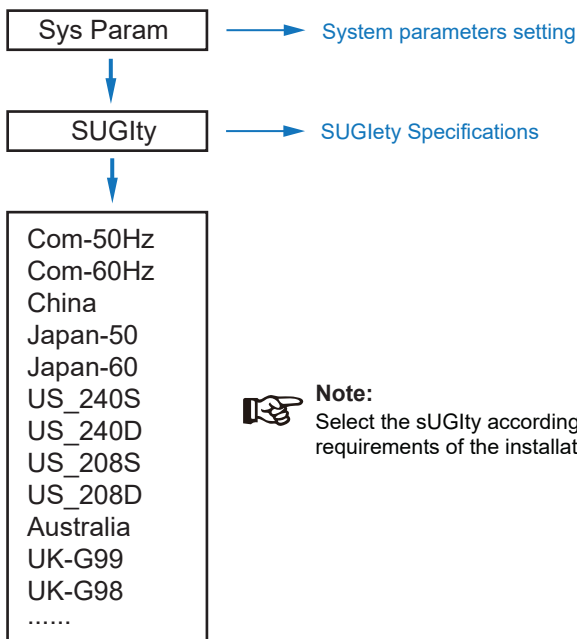 Sys Param
System parameters setting
SUGIty
SUGIety Specifications
Com-50Hz
Com-60Hz
China
Japan-50
Japan-60
US_240S
US_240D
US_208S
US_208D
Australia
UK-G99
UK-G98
......
Note:
Select the sUGIty according
requirements of the